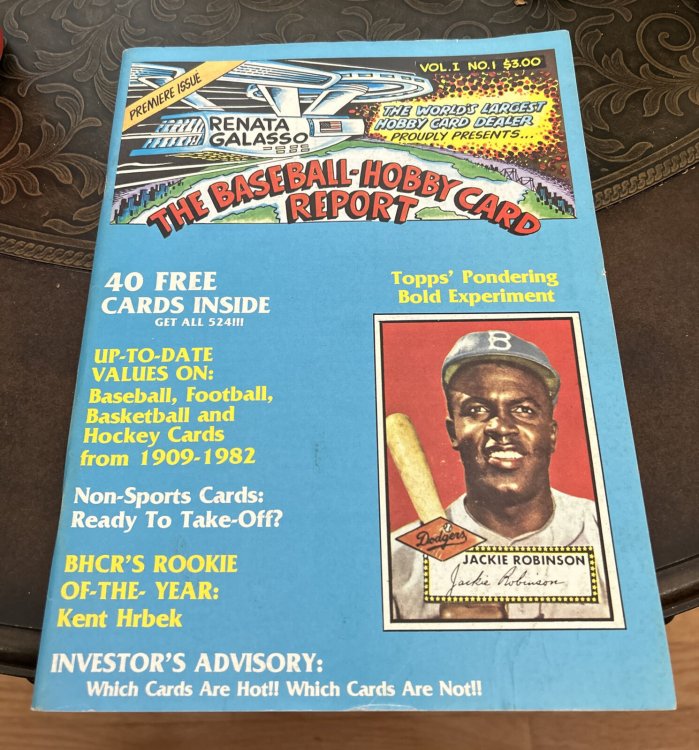 PREMIERE ISSUE
VOL. I NO. 1 $3.00
RENATA
GALASSO
THE WORLD'S LARGEST
HOBBY CARD DEALER
PROUDLY PRESENTS...
THE BASEBALL-HOBBY CARD
REPORT
40 FREE
CARDS INSIDE
GET ALL 524!!!
UP-TO-DATE
VALUES ON:
Baseball, Football,
Basketball and
Hockey Cards
from 1909-1982
Non-Sports Cards:
Ready To Take-Off?
BHCR'S ROOKIE
OF-THE- YEAR:
Kent Hrbek
INVESTOR'S ADVISORY:
Which Cards Are Hot!! Which Cards Are Not!!
Topps' Pondering
Bold Experiment
B
Dodgers
JACKIE ROBINSON
Jackie Robinson